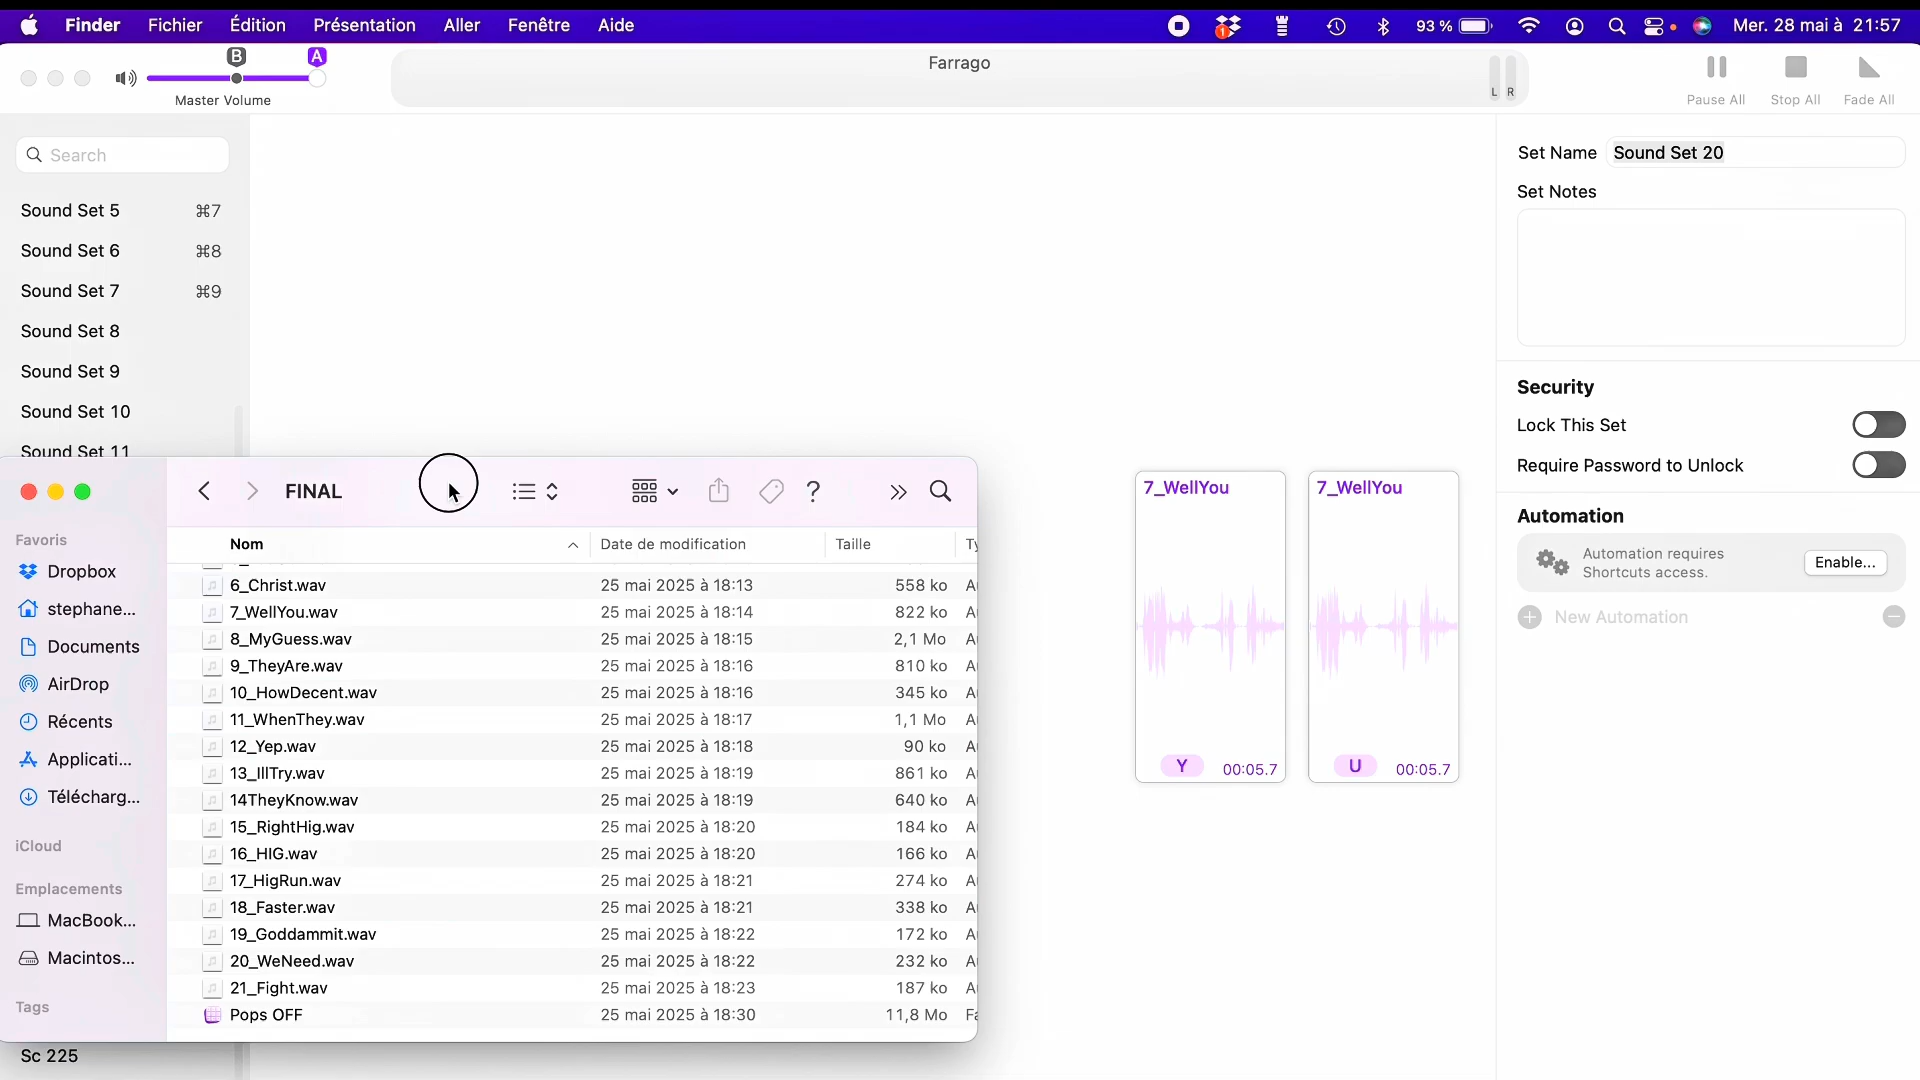 Finder Fichier Édition Présentation Aller Fenêtre Aide 1 93 % Mer. 28 mai à 21:57
B A
Master Volume
Farrago
L R
Pause All Stop All Fade All
Search
Sound Set 5 ⌘7
Sound Set 6 ⌘8
Sound Set 7 ⌘9
Sound Set 8
Sound Set 9
Sound Set 10
Sound Set 11
Set Name Sound Set 20
Set Notes
Security
Lock This Set
Require Password to Unlock
Automation
Automation requires
Shortcuts access.
Enable...
New Automation
7_WellYou
Y 00:05.7
7_WellYou
U 00:05.7
FINAL
Favoris
Dropbox
stephane...
Documents
AirDrop
Récents
Applicati...
Télécharg...
iCloud
Emplacements
MacBook...
Macintos...
Tags
Nom Date de modification Taille Ty
6_Christ.wav 25 mai 2025 à 18:13 558 ko A
7_WellYou.wav 25 mai 2025 à 18:14 822 ko A
8_MyGuess.wav 25 mai 2025 à 18:15 2,1 Mo A
9_TheyAre.wav 25 mai 2025 à 18:16 810 ko A
10_HowDecent.wav 25 mai 2025 à 18:16 345 ko A
11_WhenThey.wav 25 mai 2025 à 18:17 1,1 Mo A
12_Yep.wav 25 mai 2025 à 18:18 90 ko A
13_IllTry.wav 25 mai 2025 à 18:19 861 ko A
14TheyKnow.wav 25 mai 2025 à 18:19 640 ko A
15_RightHig.wav 25 mai 2025 à 18:20 184 ko A
16_HIG.wav 25 mai 2025 à 18:20 166 ko A
17_HigRun.wav 25 mai 2025 à 18:21 274 ko A
18_Faster.wav 25 mai 2025 à 18:21 338 ko A
19_Goddammit.wav 25 mai 2025 à 18:22 172 ko A
20_WeNeed.wav 25 mai 2025 à 18:22 232 ko A
21_Fight.wav 25 mai 2025 à 18:23 187 ko A
Pops OFF 25 mai 2025 à 18:30 11,8 Mo Fa
Sc 225